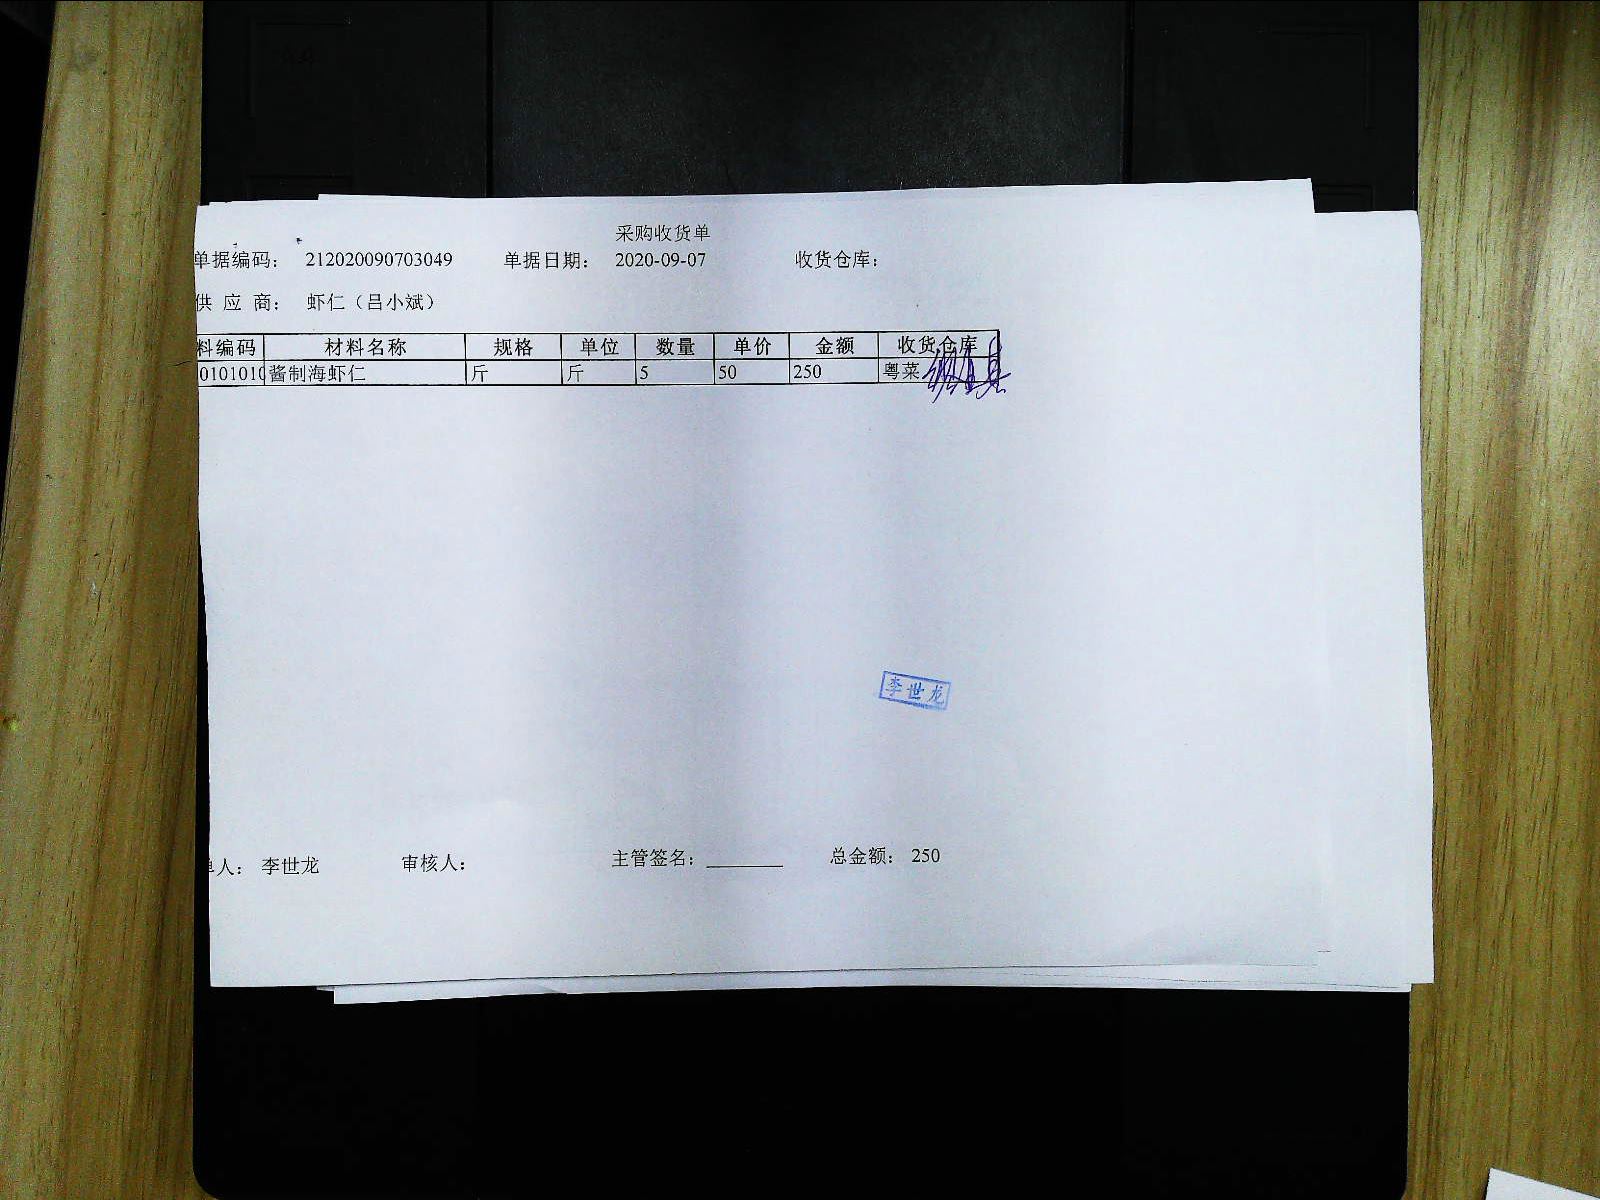 采购收货单
单据编码： 212020090703049 单据日期： 2020-09-07 收货仓库：
供 应 商： 虾仁（吕小斌）
料编码 材料名称 规格 单位 数量 单价 金额 收货仓库
0101010 酱制海虾仁 斤 斤 5 50 250 粤菜
李世龙
单人： 李世龙 审核人： 主管签名： 总金额： 250